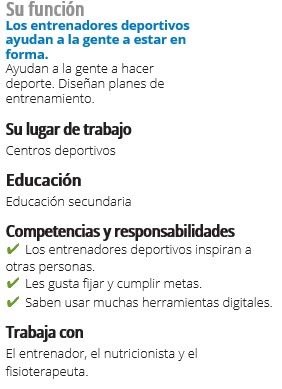 Su función
Los entrenadores deportivos
ayudan a la gente a estar en
forma.
Ayudan a la gente a hacer
deporte. Diseñan planes de
entrenamiento.
Su lugar de trabajo
Centros deportivos
Educación
Educación secundaria
Competencias y responsabilidades
✔ Los entrenadores deportivos inspiran a
otras personas.
✔ Les gusta fijar y cumplir metas.
✔ Saben usar muchas herramientas digitales.
Trabaja con
El entrenador, el nutricionista y el
fisioterapeuta.